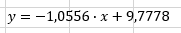 y = −1,0556 · x + 9,7778